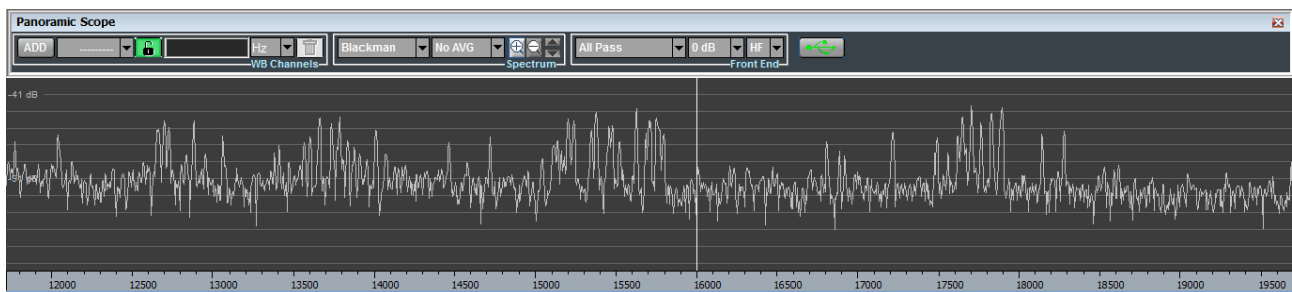 Panoramic Scope
ADD --------- Hz Blackman No AVG All Pass 0 dB HF
WB Channels Spectrum Front End
-41 dB
12000 12500 13000 13500 14000 14500 15000 15500 16000 16500 17000 17500 18000 18500 19000 19500